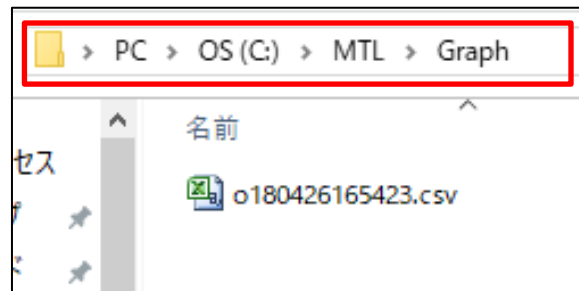 PC > OS (C:) > MTL > Graph
名前
セス
o180426165423.csv